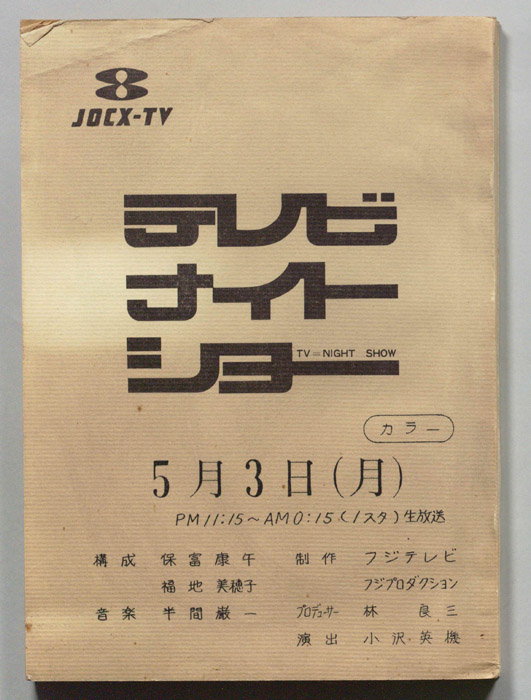 JOCX-TV
テレビ
ナイト
ショー
TV=NIGHT SHOW
カラー
5月3日(月)
PM11:15~AM0:15(1スタ)生放送
構成 保富康午 制作 フジテレビ
福地美穂子 フジプロダクション
音楽 半間巌一 プロデューサー 林良三
演出 小沢英機